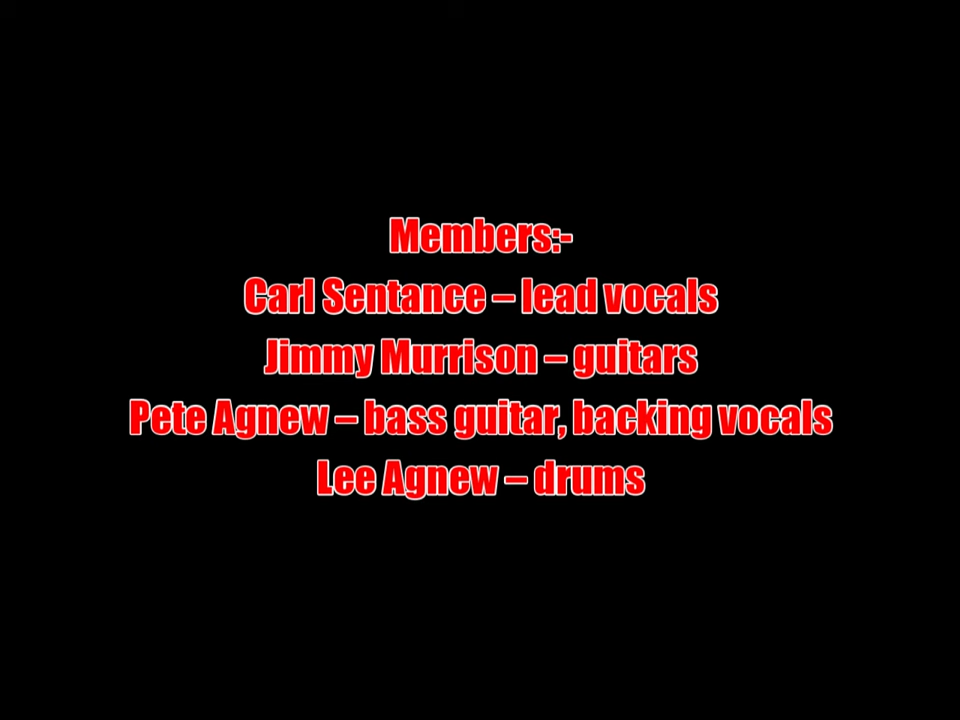 Members:-
Carl Sentance – lead vocals
Jimmy Murrison – guitars
Pete Agnew – bass guitar, backing vocals
Lee Agnew – drums